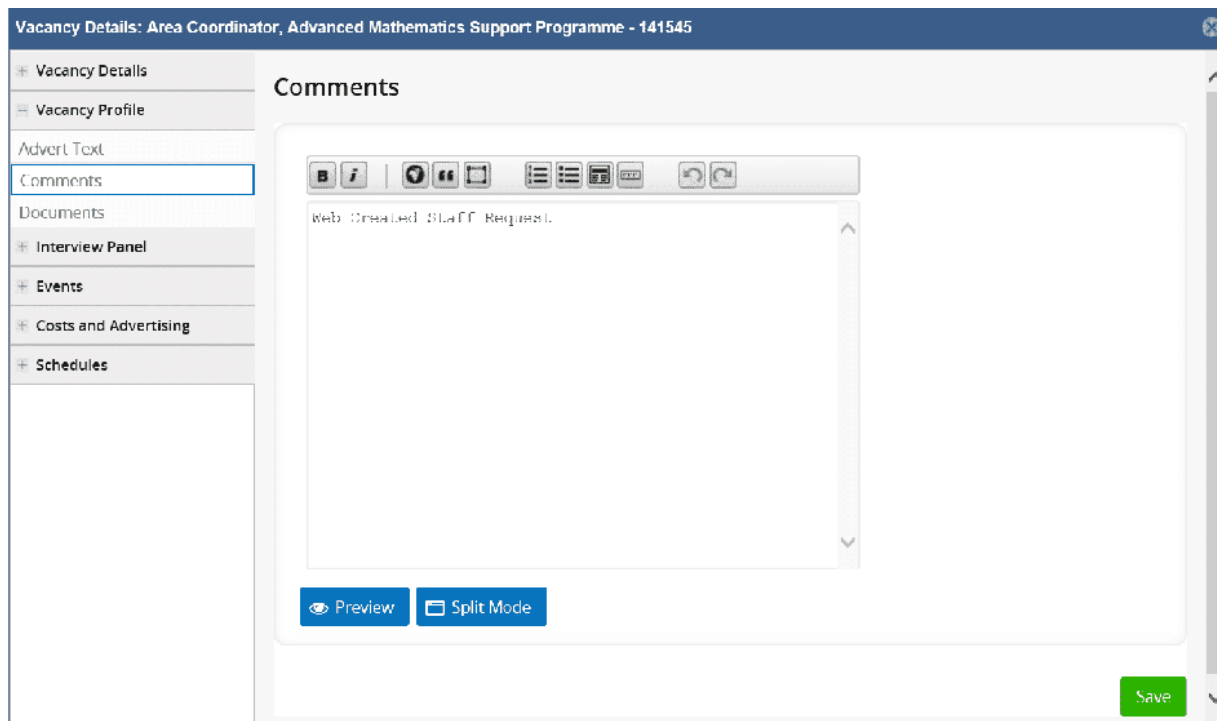 Vacancy Details: Area Coordinator, Advanced Mathematics Support Programme - 141545
Vacancy Details
Vacancy Profile
Advert Text
Comments
Documents
Interview Panel
Events
Costs and Advertising
Schedules
Comments
B i
Web Created Staff Request.
Preview
Split Mode
Save